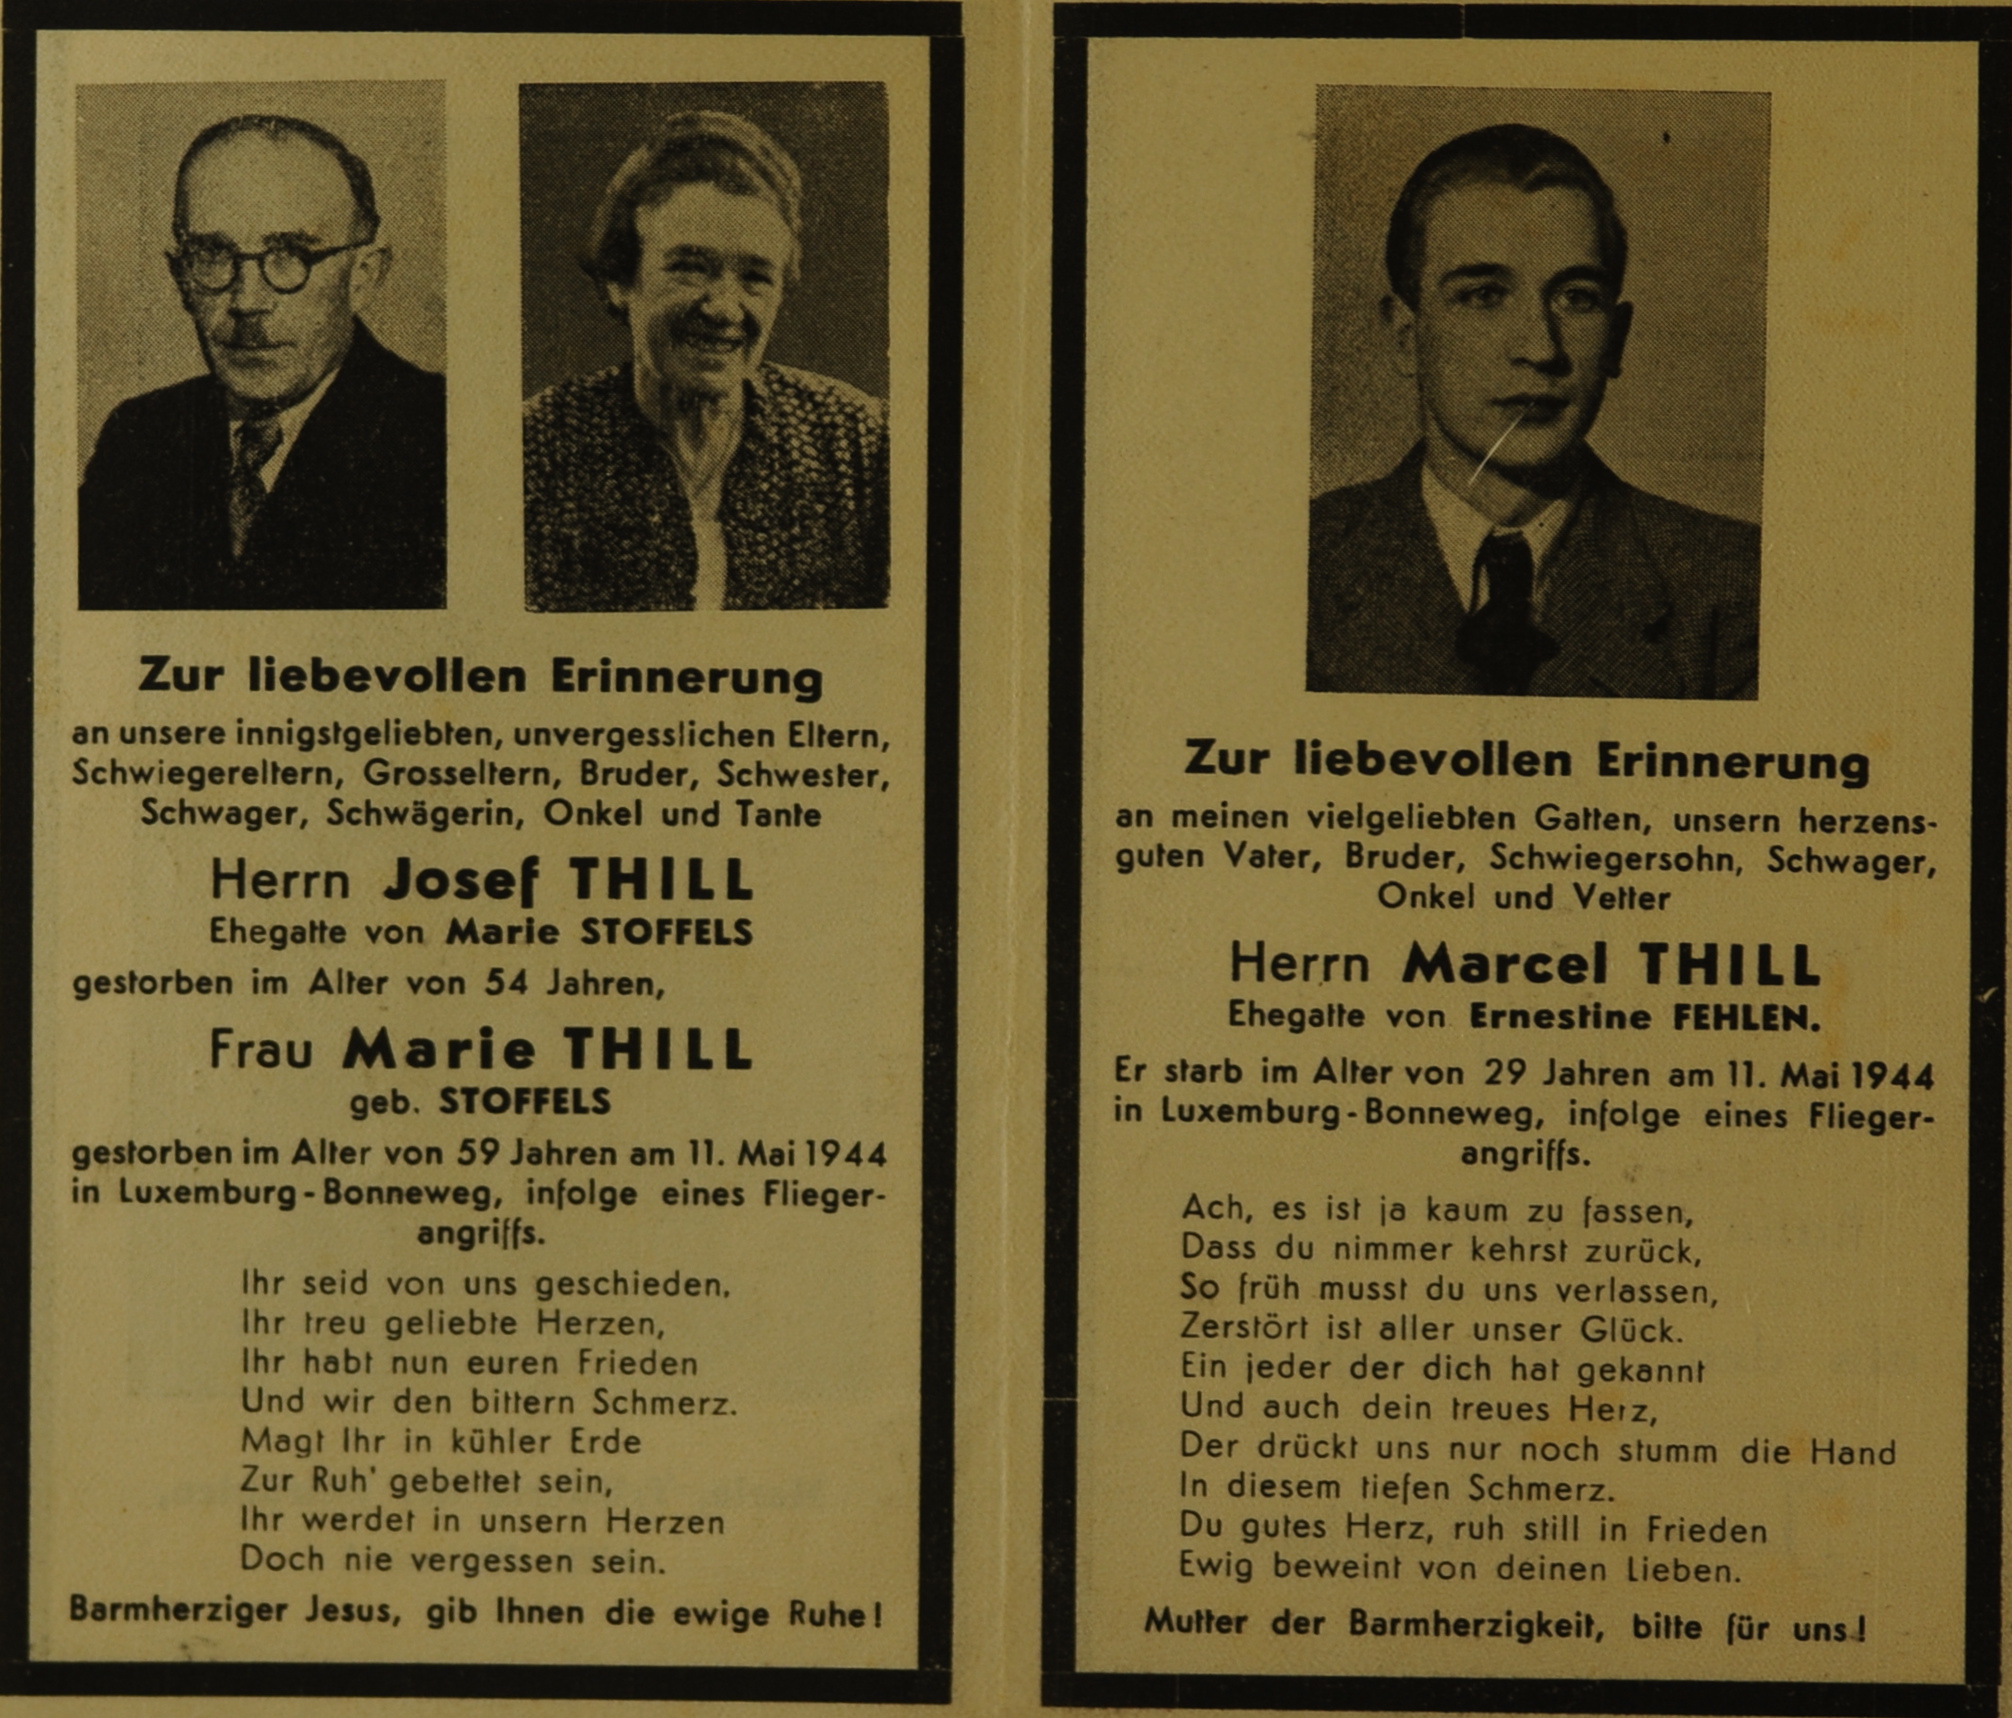 Zur liebevollen Erinnerung
an unsere innigstgeliebten, unvergesslichen Eltern,
Schwiegereltern, Grosseltern, Bruder, Schwester,
Schwager, Schwägerin, Onkel und Tante
Herrn Josef THILL
Ehegatte von Marie STOFFELS
gestorben im Alter von 54 Jahren,
Frau Marie THILL
geb. STOFFELS
gestorben im Alter von 59 Jahren am 11. Mai 1944
in Luxemburg-Bonneweg, infolge eines Flieger-
angriffs.
Ihr seid von uns geschieden,
Ihr treu geliebte Herzen,
Ihr habt nun euren Frieden
Und wir den bittern Schmerz.
Magt Ihr in kühler Erde
Zur Ruh' gebettet sein,
Ihr werdet in unsern Herzen
Doch nie vergessen sein.
Barmherziger Jesus, gib Ihnen die ewige Ruhe!
Zur liebevollen Erinnerung
an meinen vielgeliebten Gatten, unsern herzens-
guten Vater, Bruder, Schwiegersohn, Schwager,
Onkel und Vetter
Herrn Marcel THILL
Ehegatte von Ernestine FEHLEN.
Er starb im Alter von 29 Jahren am 11. Mai 1944
in Luxemburg-Bonneweg, infolge eines Flieger-
angriffs.
Ach, es ist ja kaum zu fassen,
Dass du nimmer kehrst zurück,
So früh musst du uns verlassen,
Zerstört ist aller unser Glück.
Ein jeder der dich hat gekannt
Und auch dein treues Herz,
Der drückt uns nur noch stumm die Hand
In diesem tiefen Schmerz.
Du gutes Herz, ruh still in Frieden
Ewig beweint von deinen Lieben.
Mutter der Barmherzigkeit, bitte für uns!